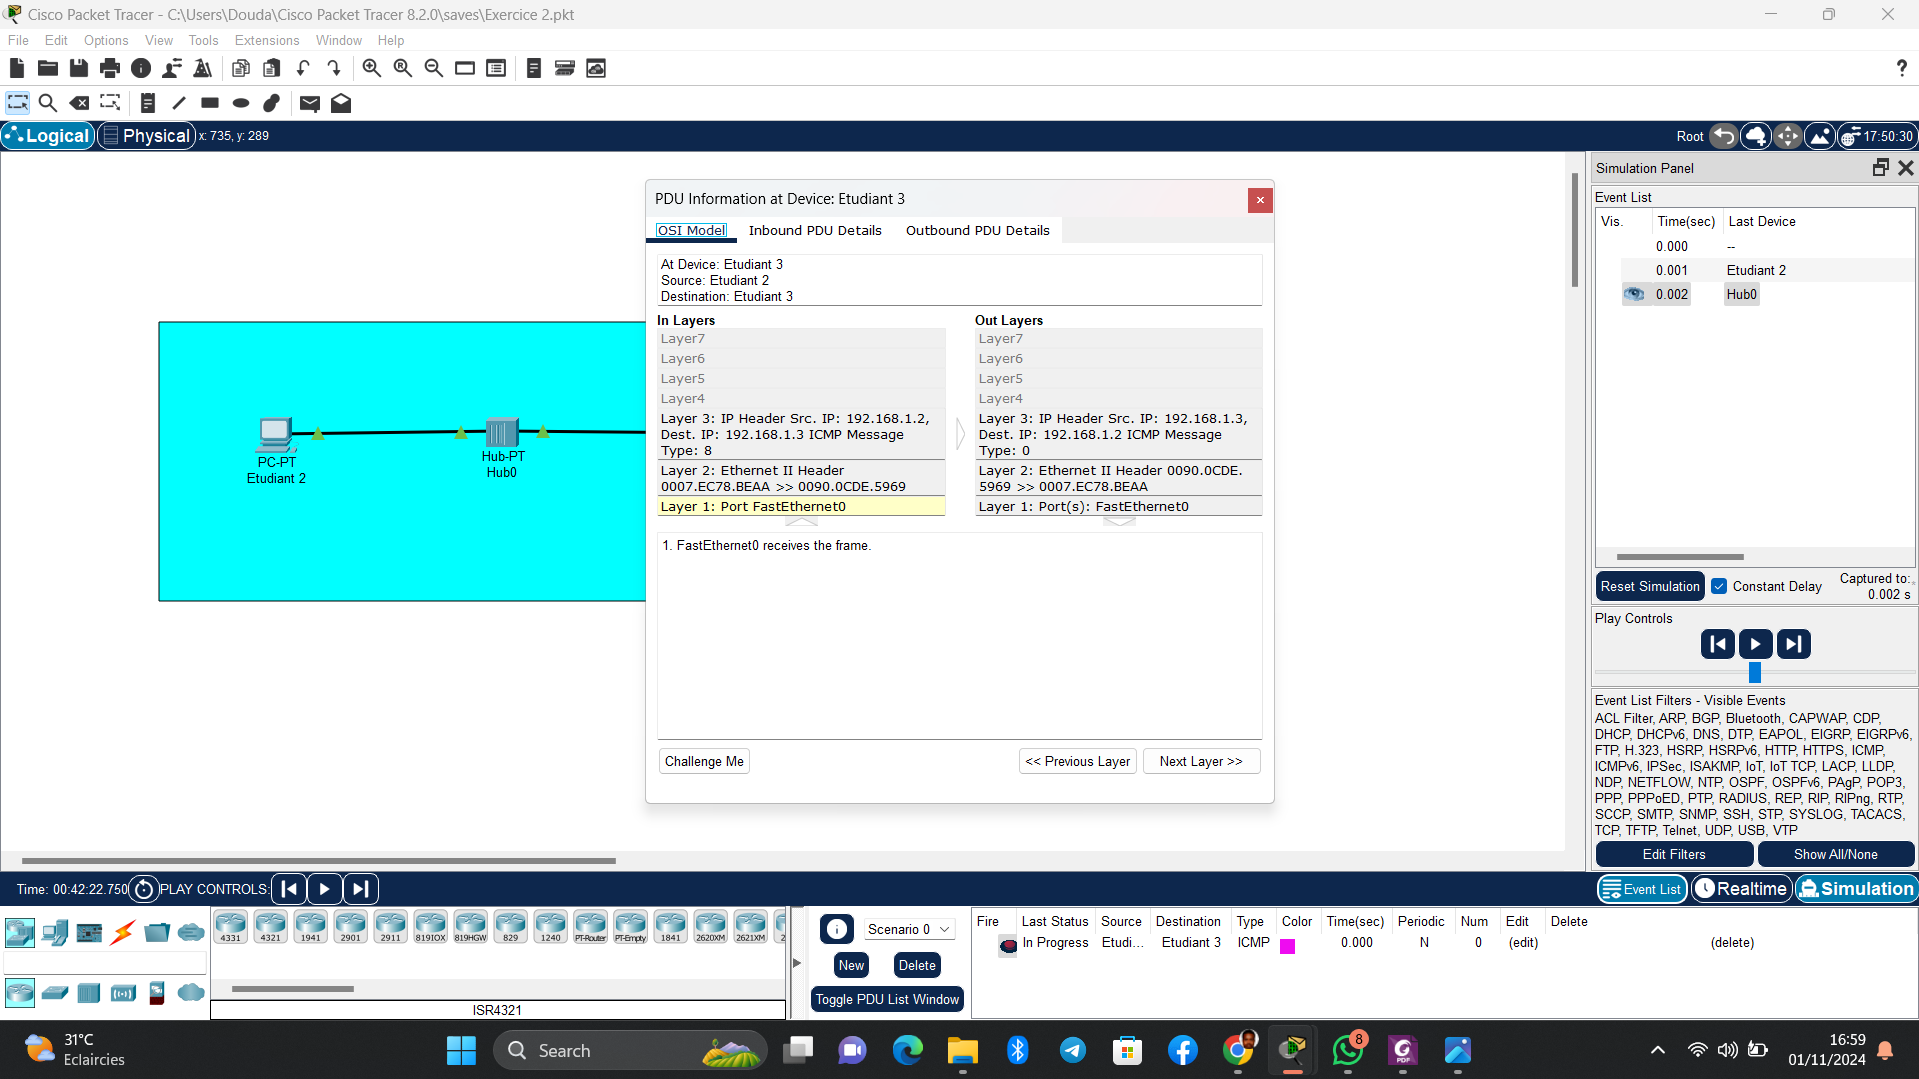 Cisco Packet Tracer - C:\Users\Douda\Cisco Packet Tracer 8.2.0\saves\Exercice 2.pkt
File Edit Options View Tools Extensions Window Help
?
Logical Physical x: 735, y: 289
Root 17:50:30
PC-PT
Etudiant 2
Hub-PT
Hub0
PDU Information at Device: Etudiant 3
OSI Model Inbound PDU Details Outbound PDU Details
At Device: Etudiant 3
Source: Etudiant 2
Destination: Etudiant 3
In Layers
Layer7
Layer6
Layer5
Layer4
Layer 3: IP Header Src. IP: 192.168.1.2,
Dest. IP: 192.168.1.3 ICMP Message
Type: 8
Layer 2: Ethernet II Header
0007.EC78.BEAA >> 0090.0CDE.5969
Layer 1: Port FastEthernet0
Out Layers
Layer7
Layer6
Layer5
Layer4
Layer 3: IP Header Src. IP: 192.168.1.3,
Dest. IP: 192.168.1.2 ICMP Message
Type: 0
Layer 2: Ethernet II Header 0090.0CDE.
5969 >> 0007.EC78.BEAA
Layer 1: Port(s): FastEthernet0
1. FastEthernet0 receives the frame.
Challenge Me << Previous Layer Next Layer >>
Simulation Panel
Event List
Vis. Time(sec) Last Device
0.000 --
0.001 Etudiant 2
0.002 Hub0
Reset Simulation Constant Delay
Captured to:
0.002 s
Play Controls
Event List Filters - Visible Events
ACL Filter, ARP, BGP, Bluetooth, CAPWAP, CDP,
DHCP, DHCPv6, DNS, DTP, EAPOL, EIGRP, EIGRPv6,
FTP, H.323, HSRP, HSRPv6, HTTP, HTTPS, ICMP,
ICMPv6, IPSec, ISAKMP, IoT, IoT TCP, LACP, LLDP,
NDP, NETFLOW, NTP, OSPF, OSPFv6, PAgP, POP3,
PPP, PPPoED, PTP, RADIUS, REP, RIP, RIPng, RTP,
SCCP, SMTP, SNMP, SSH, STP, SYSLOG, TACACS,
TCP, TFTP, Telnet, UDP, USB, VTP
Edit Filters Show All/None
Time: 00:42:22.750 PLAY CONTROLS:
Event List Realtime Simulation
4331 4321 1941 2901 2911 819IOX 819HGW 829 1240 PT-Router PT-Empty 1841 2620XM 2621XM 2
ISR4321
Scenario 0
New Delete
Toggle PDU List Window
Fire Last Status Source Destination Type Color Time(sec) Periodic Num Edit Delete
In Progress Etudi... Etudiant 3 ICMP 0.000 N 0 (edit) (delete)
31°C
Eclaircies
Search
8
PDF
16:59
01/11/2024